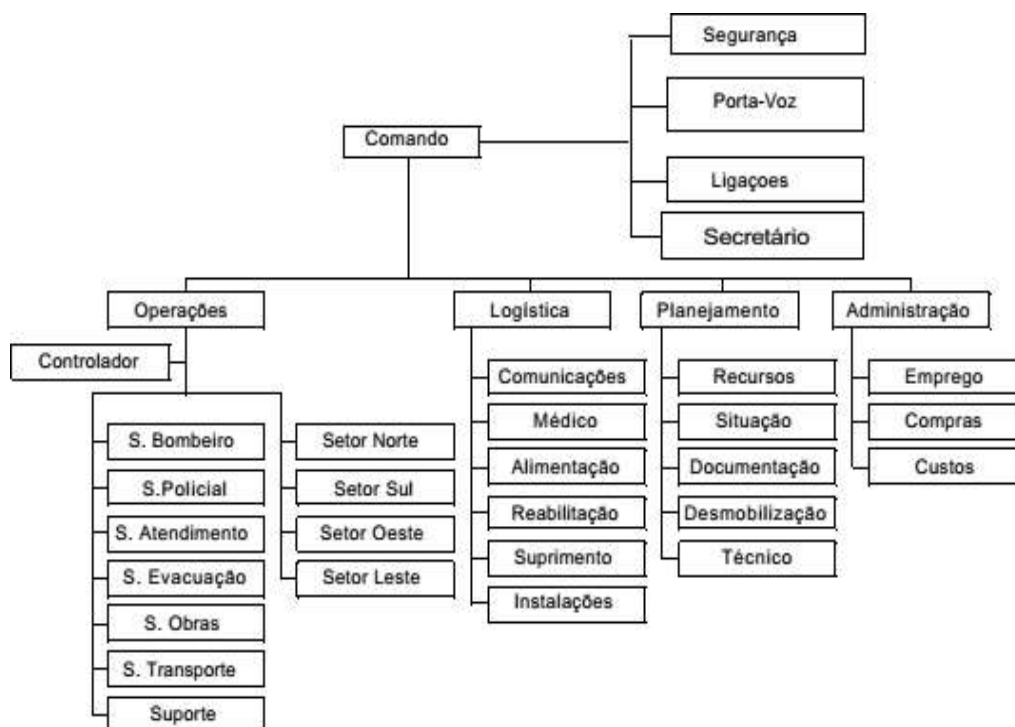 Segurança
Porta-Voz
Comando
Ligaçoes
Secretário
Operações
Logística
Planejamento
Administração
Controlador
S. Bombeiro
S.Policial
S. Atendimento
S. Evacuação
S. Obras
S. Transporte
Suporte
Setor Norte
Setor Sul
Setor Oeste
Setor Leste
Comunicações
Médico
Alimentação
Reabilitação
Suprimento
Instalações
Recursos
Situação
Documentação
Desmobilização
Técnico
Emprego
Compras
Custos